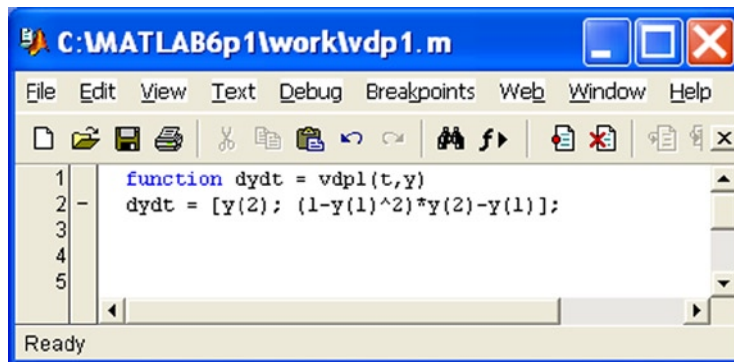 C:\MATLAB6p1\work\vdp1.m
File Edit View Text Debug Breakpoints Web Window Help
1 function dydt = vdp1(t,y)
2 - dydt = [y(2); (1-y(1)^2)*y(2)-y(1)];
3
4
5
Ready